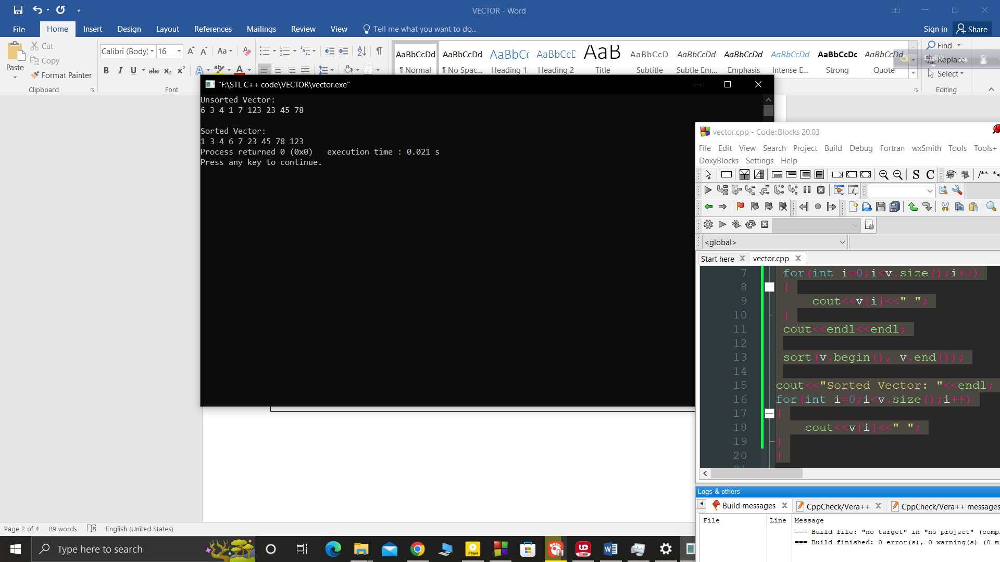 VECTOR - Word
File Home Insert Design Layout References Mailings Review View Tell me what you want to do... Sign in Share
Paste
Cut
Copy
Format Painter
Clipboard
Calibri (Body) 16
Aa
B I U abc x₂ x² A A
Font
AaBbCcDd AaBbCcDd AaBbCc AaBbCcD AaB AaBbCcD AaBbCcDd AaBbCcDd AaBbCcDd AaBbCcDc AaBbCcDd
¶ Normal ¶ No Spac... Heading 1 Heading 2 Title Subtitle Subtle Em... Emphasis Intense E... Strong Quote
Find
Replace
Select
Editing
"F:\STL C++ code\VECTOR\vector.exe"
Unsorted Vector:
6 3 4 1 7 123 23 45 78
Sorted Vector:
1 3 4 6 7 23 45 78 123
Process returned 0 (0x0)   execution time : 0.021 s
Press any key to continue.
vector.cpp - Code::Blocks 20.03
File Edit View Search Project Build Debug Fortran wxSmith Tools Tools+
DoxyBlocks Settings Help
S C /** *<
<global>
Start here vector.cpp
7 for(int i=0;i<v.size();i++)
8 {
9 cout<<v[i]<<" ";
10 }
11 cout<<endl<<endl;
12
13 sort(v.begin(), v.end());
14
15 cout<<"Sorted Vector: "<<endl;
16 for(int i=0;i<v.size();i++)
17 {
18 cout<<v[i]<<" ";
19 }
20 }
Logs & others
Build messages CppCheck/Vera++ CppCheck/Vera++ messages
File Line Message
=== Build file: "no target" in "no project" (compi
=== Build finished: 0 error(s), 0 warning(s) (0 mi
Page 2 of 4 89 words English (United States)
Type here to search
Player
UD